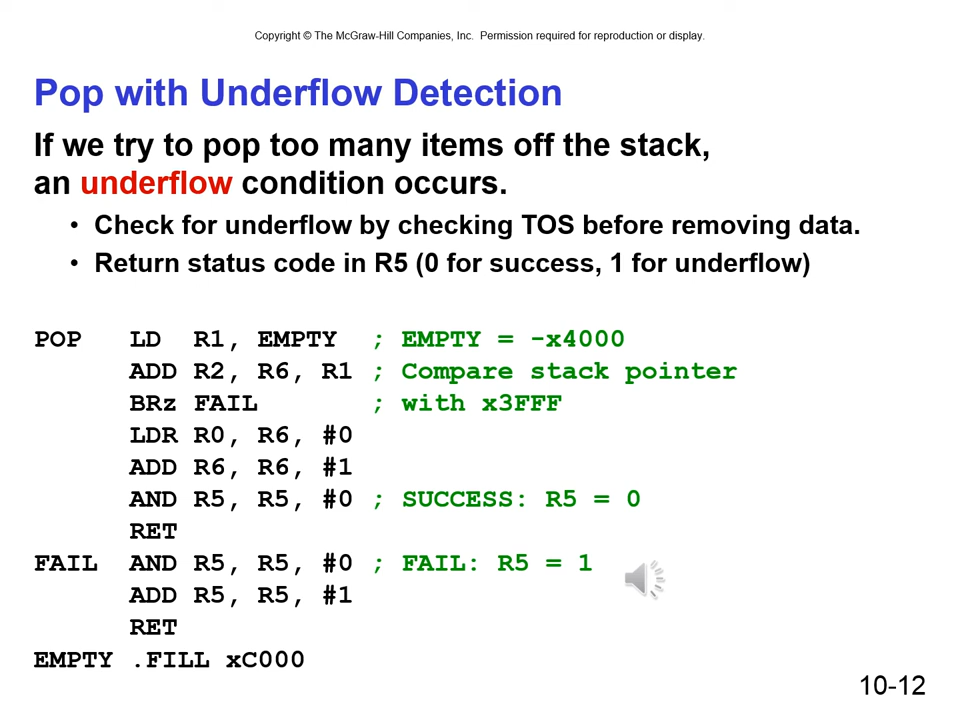 Copyright © The McGraw-Hill Companies, Inc. Permission required for reproduction or display.
Pop with Underflow Detection
If we try to pop too many items off the stack,
an underflow condition occurs.
• Check for underflow by checking TOS before removing data.
• Return status code in R5 (0 for success, 1 for underflow)
POP LD R1, EMPTY ; EMPTY = -x4000
ADD R2, R6, R1 ; Compare stack pointer
BRz FAIL ; with x3FFF
LDR R0, R6, #0
ADD R6, R6, #1
AND R5, R5, #0 ; SUCCESS: R5 = 0
RET
FAIL AND R5, R5, #0 ; FAIL: R5 = 1
ADD R5, R5, #1
RET
EMPTY .FILL xC000
10-12